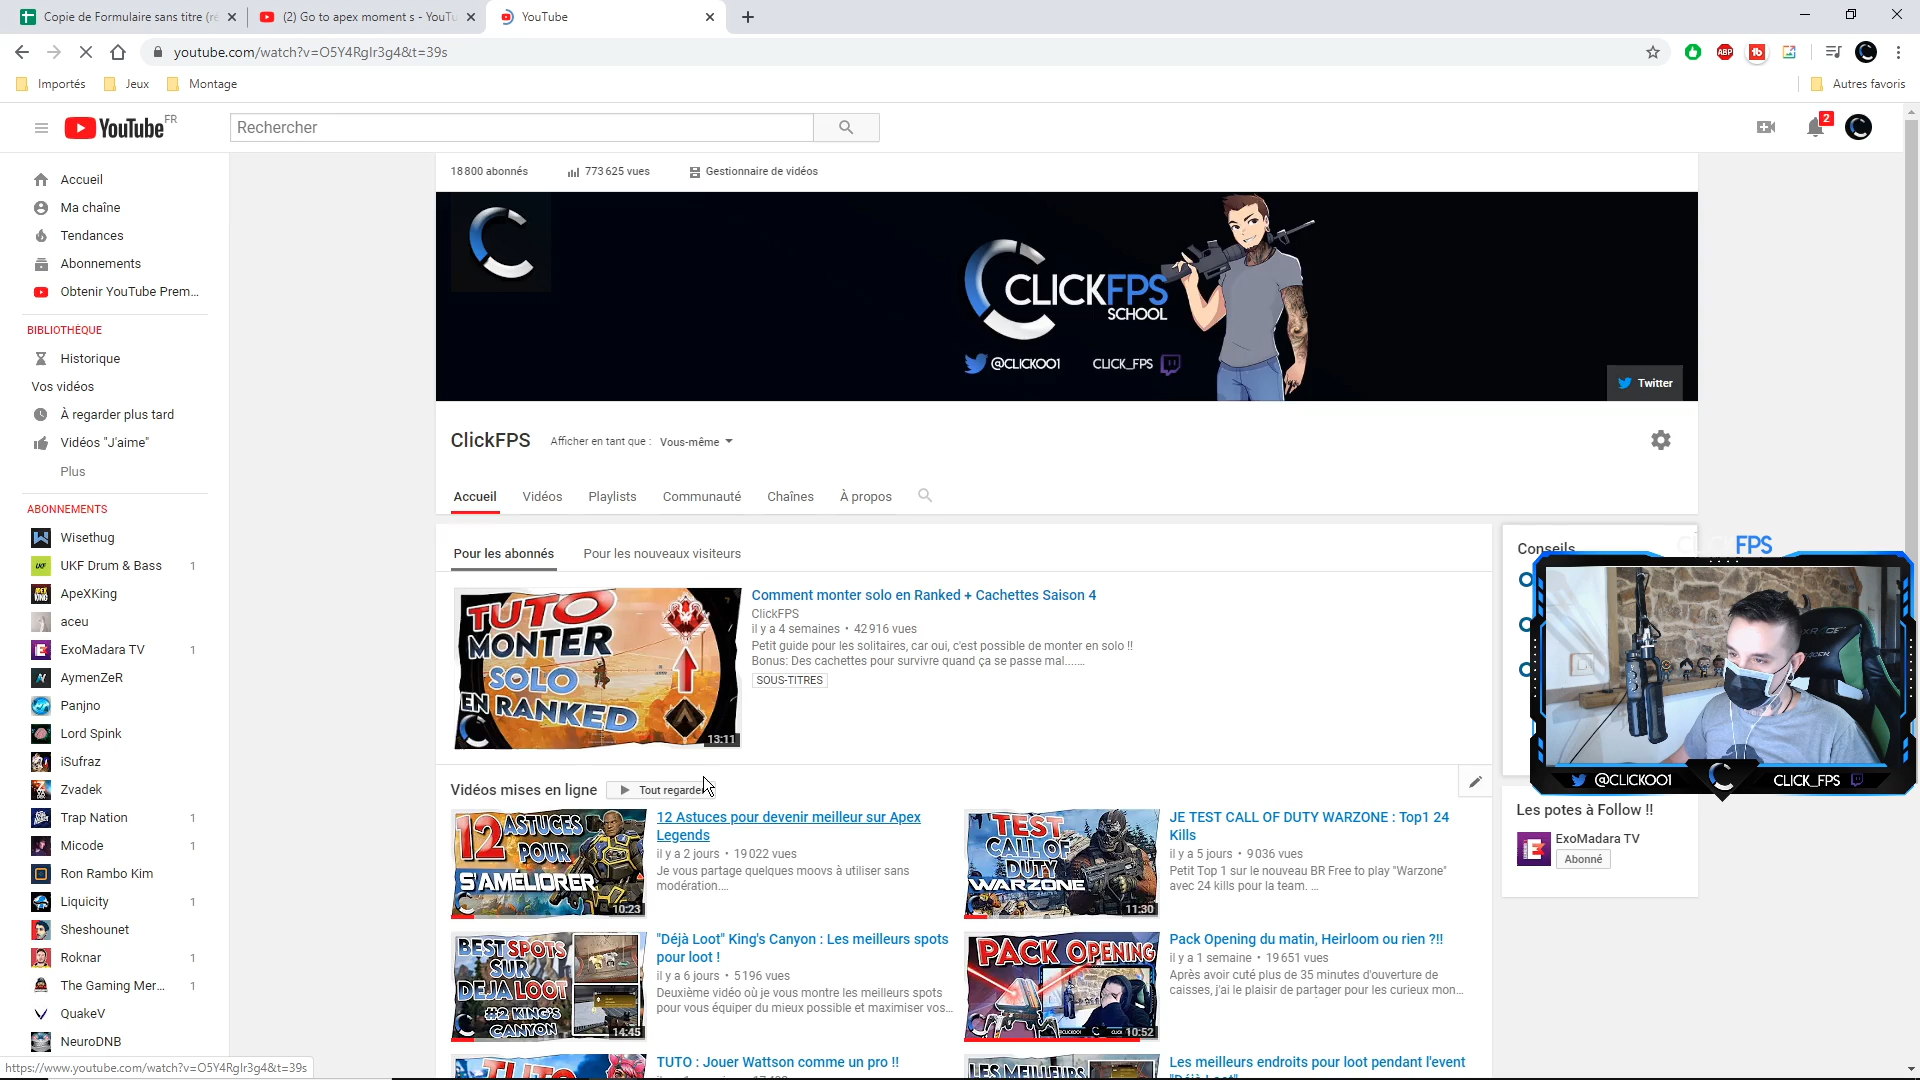 Copie de Formulaire sans titre (ré
(2) Go to apex moment s - YouTu
YouTube
youtube.com/watch?v=O5Y4RgIr3g4&t=39s
ABP
Importés
Jeux
Montage
Autres favoris
YouTube FR
Rechercher
2
18 800 abonnés
773 625 vues
Gestionnaire de vidéos
Accueil
Ma chaîne
Tendances
Abonnements
Obtenir YouTube Prem...
BIBLIOTHÈQUE
Historique
Vos vidéos
À regarder plus tard
Vidéos "J'aime"
Plus
ABONNEMENTS
Wisethug
UKF Drum & Bass 1
ApeXKing
aceu
ExoMadara TV 1
AymenZeR
Panjno
Lord Spink
iSufraz
Zvadek
Trap Nation 1
Micode 1
Ron Rambo Kim
Liquicity 1
Sheshounet
Roknar 1
The Gaming Mer... 1
QuakeV
NeuroDNB
CLICKFPS
SCHOOL
@CLICKOO1
CLICK_FPS
Twitter
ClickFPS
Afficher en tant que : Vous-même
Accueil
Vidéos
Playlists
Communauté
Chaînes
À propos
Pour les abonnés
Pour les nouveaux visiteurs
TUTO
MONTER
SOLO
EN RANKED
13:11
Comment monter solo en Ranked + Cachettes Saison 4
ClickFPS
il y a 4 semaines • 42 916 vues
Petit guide pour les solitaires, car oui, c'est possible de monter en solo !!
Bonus: Des cachettes pour survivre quand ça se passe mal......
SOUS-TITRES
Vidéos mises en ligne
Tout regarder
12 ASTUCES
POUR
S'AMÉLIORER
10:23
12 Astuces pour devenir meilleur sur Apex
Legends
il y a 2 jours • 19 022 vues
Je vous partage quelques moovs à utiliser sans
modération....
TEST
CALL OF
DUTY
WARZONE
11:30
JE TEST CALL OF DUTY WARZONE : Top1 24
Kills
il y a 5 jours • 9 036 vues
Petit Top 1 sur le nouveau BR Free to play "Warzone"
avec 24 kills pour la team. ...
BEST SPOTS
SUR
DEJA LOOT
#2 KING'S
CANYON
14:45
"Déjà Loot" King's Canyon : Les meilleurs spots
pour loot !
il y a 6 jours • 5 196 vues
Deuxième vidéo où je vous montre les meilleurs spots
pour vous équiper du mieux possible et maximiser vos...
PACK OPENING
10:52
Pack Opening du matin, Heirloom ou rien ?!!
il y a 1 semaine • 19 651 vues
Après avoir cuté plus de 35 minutes d'ouverture de
caisses, j'ai le plaisir de partager pour les curieux mon...
TUTO : Jouer Wattson comme un pro !!
Les meilleurs endroits pour loot pendant l'event
Conseils
FPS
@CLICKOO1
CLICK_FPS
Les potes à Follow !!
ExoMadara TV
Abonné
https://www.youtube.com/watch?v=O5Y4RgIr3g4&t=39s